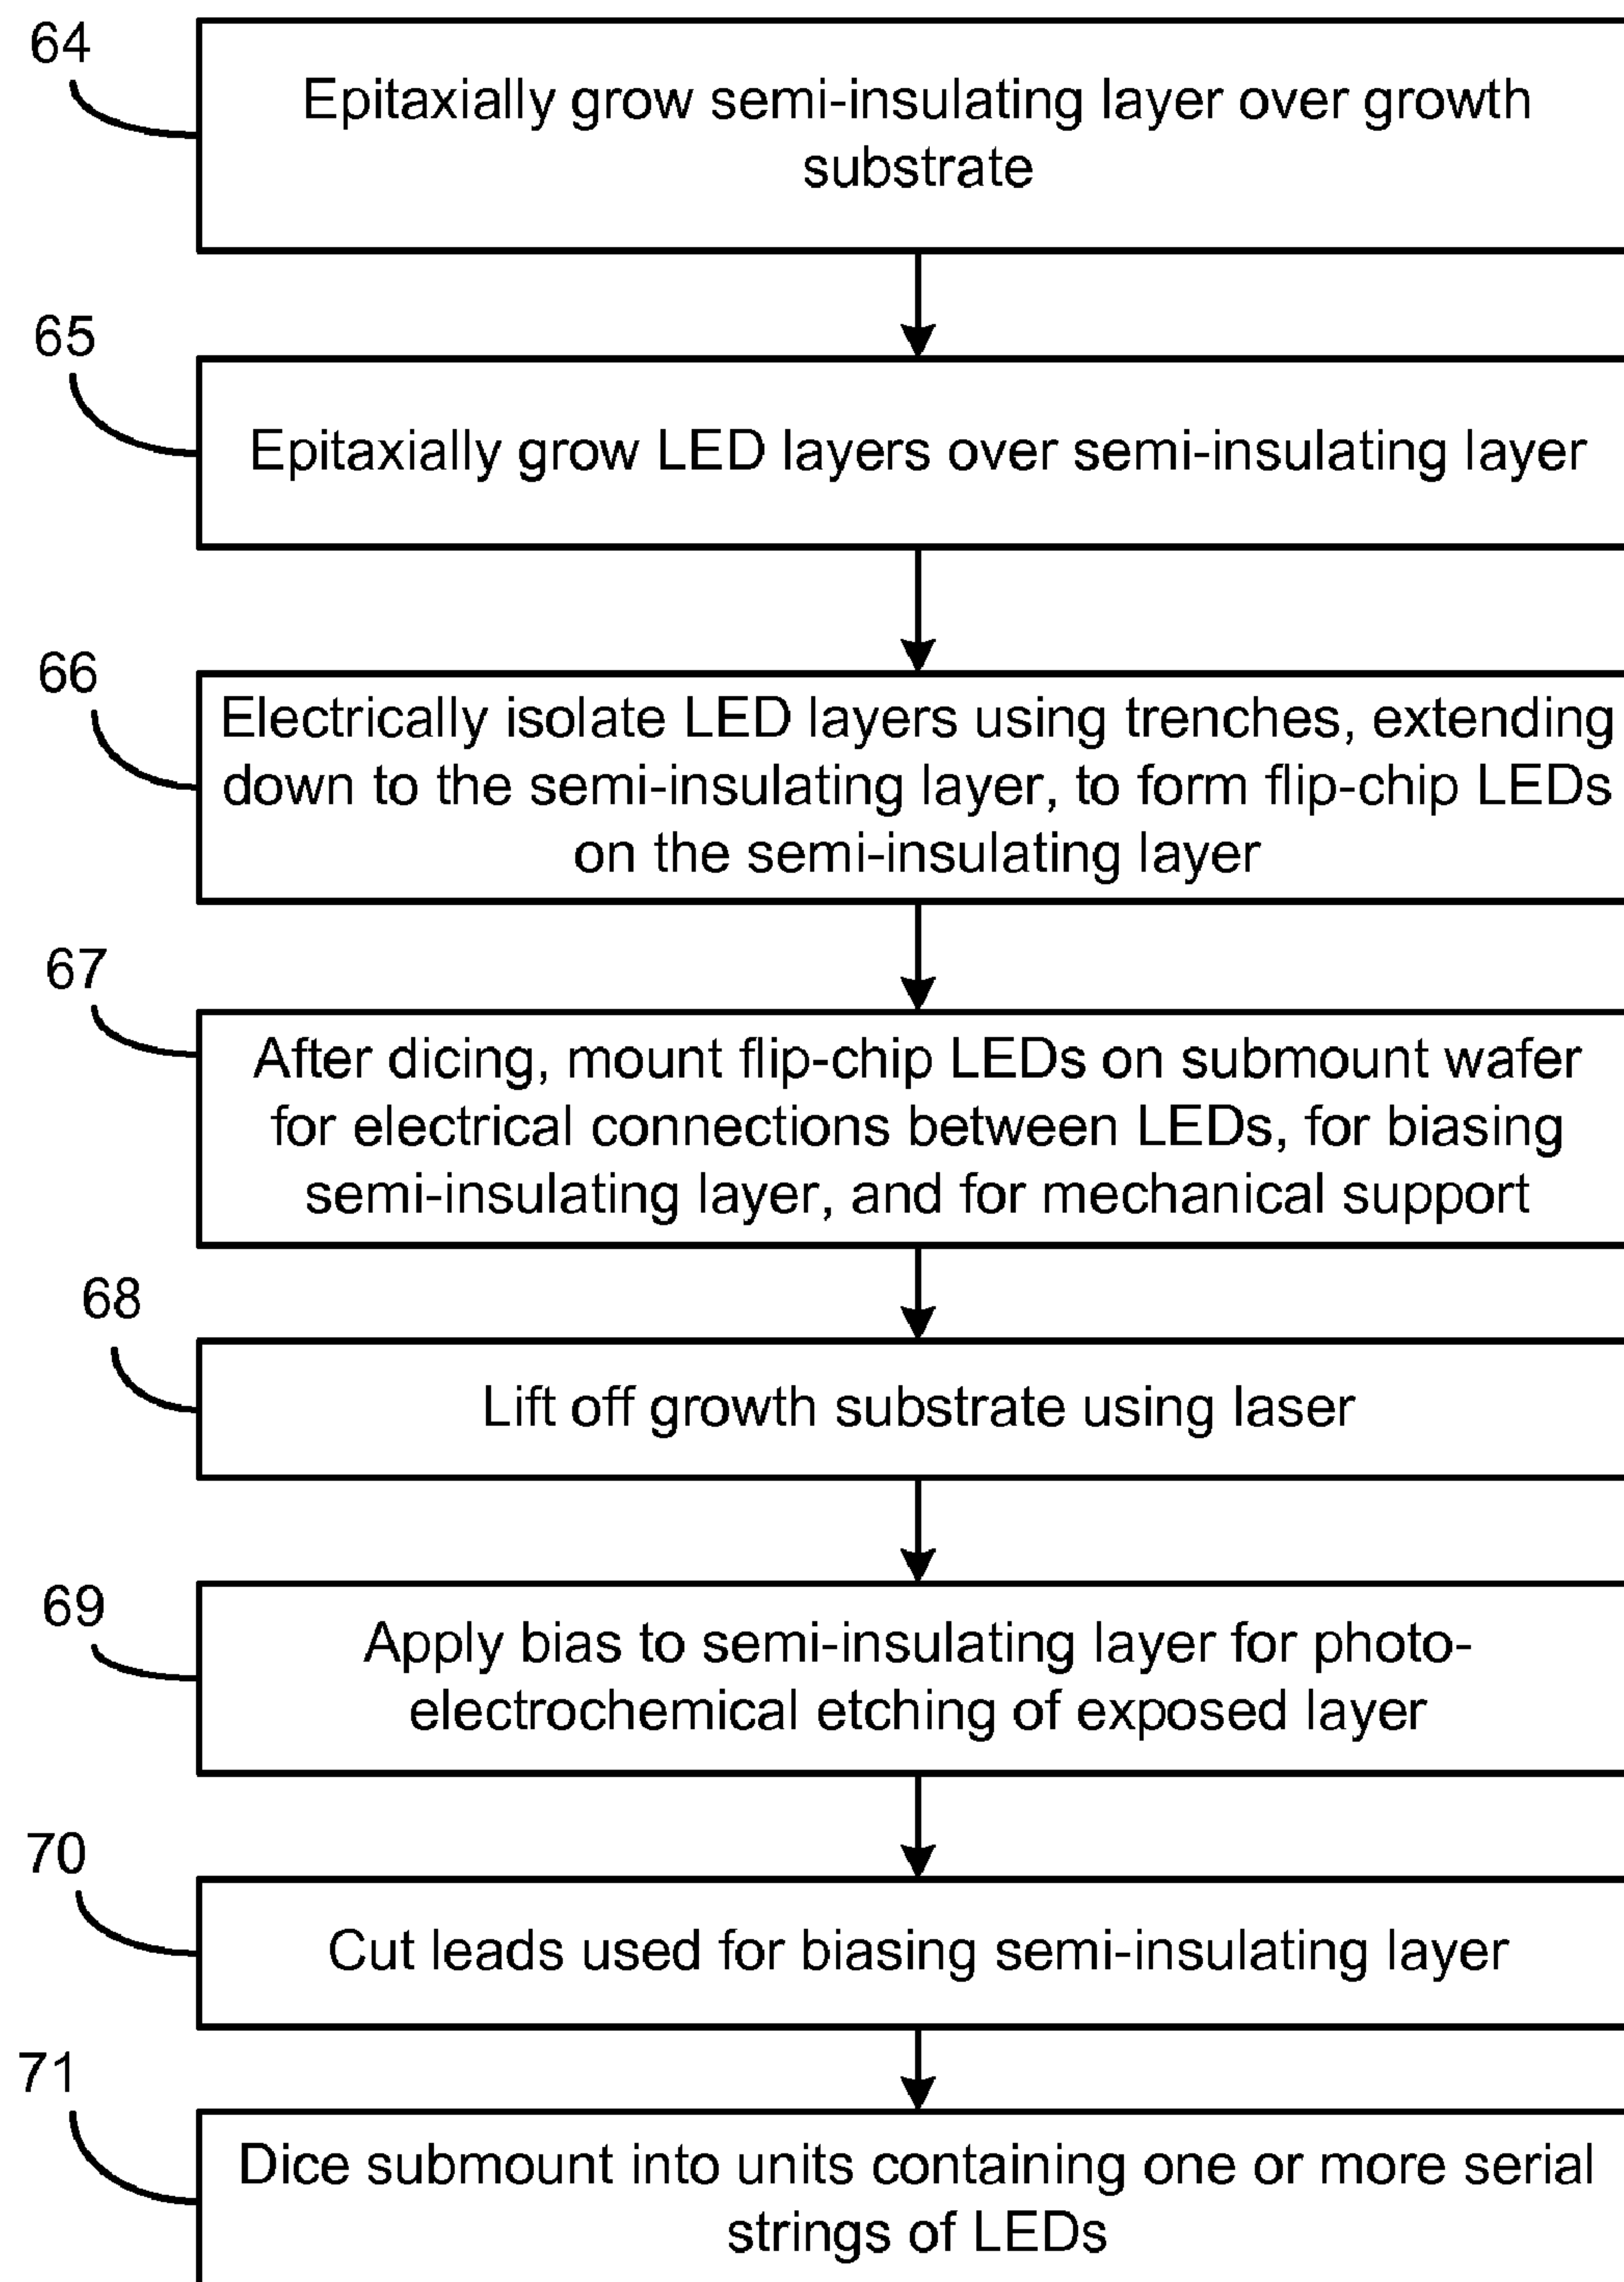 64
Epitaxially grow semi-insulating layer over growth
substrate
65
Epitaxially grow LED layers over semi-insulating layer
66
Electrically isolate LED layers using trenches, extending
down to the semi-insulating layer, to form flip-chip LEDs
on the semi-insulating layer
67
After dicing, mount flip-chip LEDs on submount wafer
for electrical connections between LEDs, for biasing
semi-insulating layer, and for mechanical support
68
Lift off growth substrate using laser
69
Apply bias to semi-insulating layer for photo-
electrochemical etching of exposed layer
70
Cut leads used for biasing semi-insulating layer
71
Dice submount into units containing one or more serial
strings of LEDs